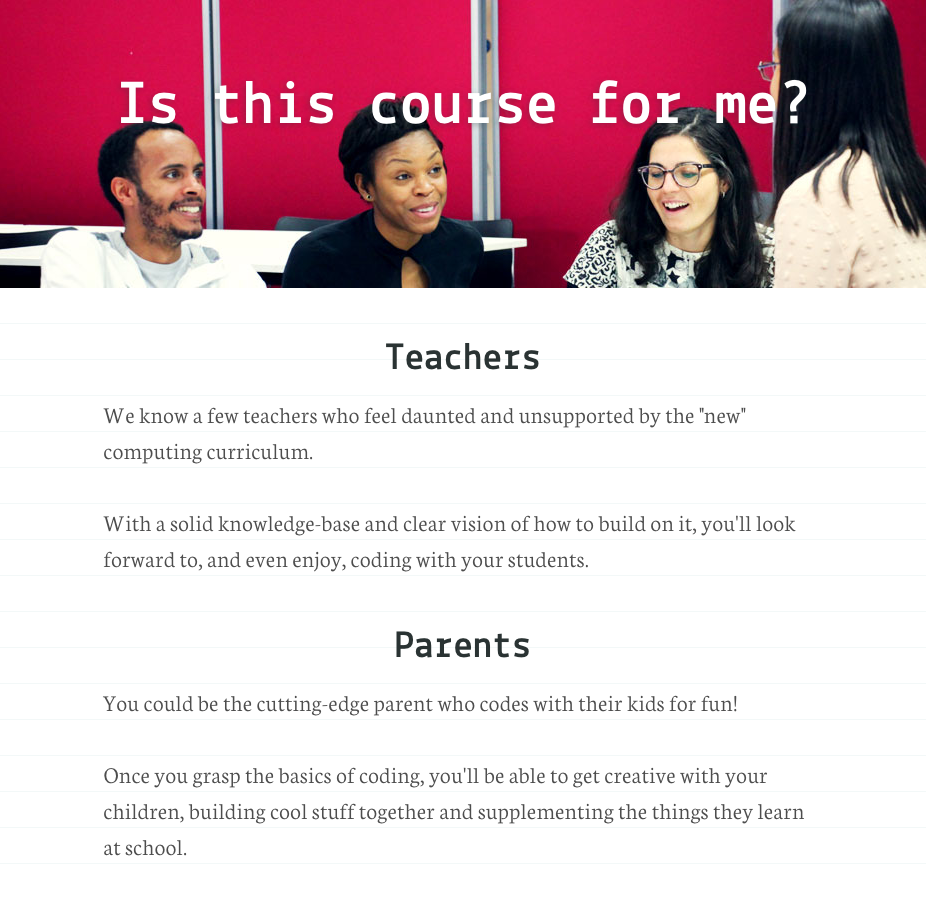 Is this course for me?
Teachers
We know a few teachers who feel daunted and unsupported by the "new"
computing curriculum.
With a solid knowledge-base and clear vision of how to build on it, you'll look
forward to, and even enjoy, coding with your students.
Parents
You could be the cutting-edge parent who codes with their kids for fun!
Once you grasp the basics of coding, you'll be able to get creative with your
children, building cool stuff together and supplementing the things they learn
at school.